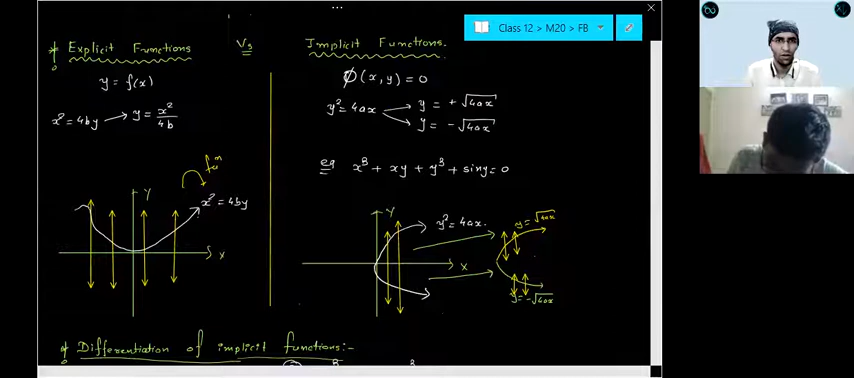 Class 12 > M20 > FB
* Explicit Functions Vs Implicit Functions.
y = f(x)
x² = 4by → y = x²/4b
fⁿ
Y
x² = 4by
X
φ(x, y) = 0
y² = 4ax
y = + √4ax
y = - √4ax
eg x³ + xy + y³ + siny = 0
Y
y² = 4ax.
X
y = √4ax
y = -√4ax
* Differentiation of implicit functions:-